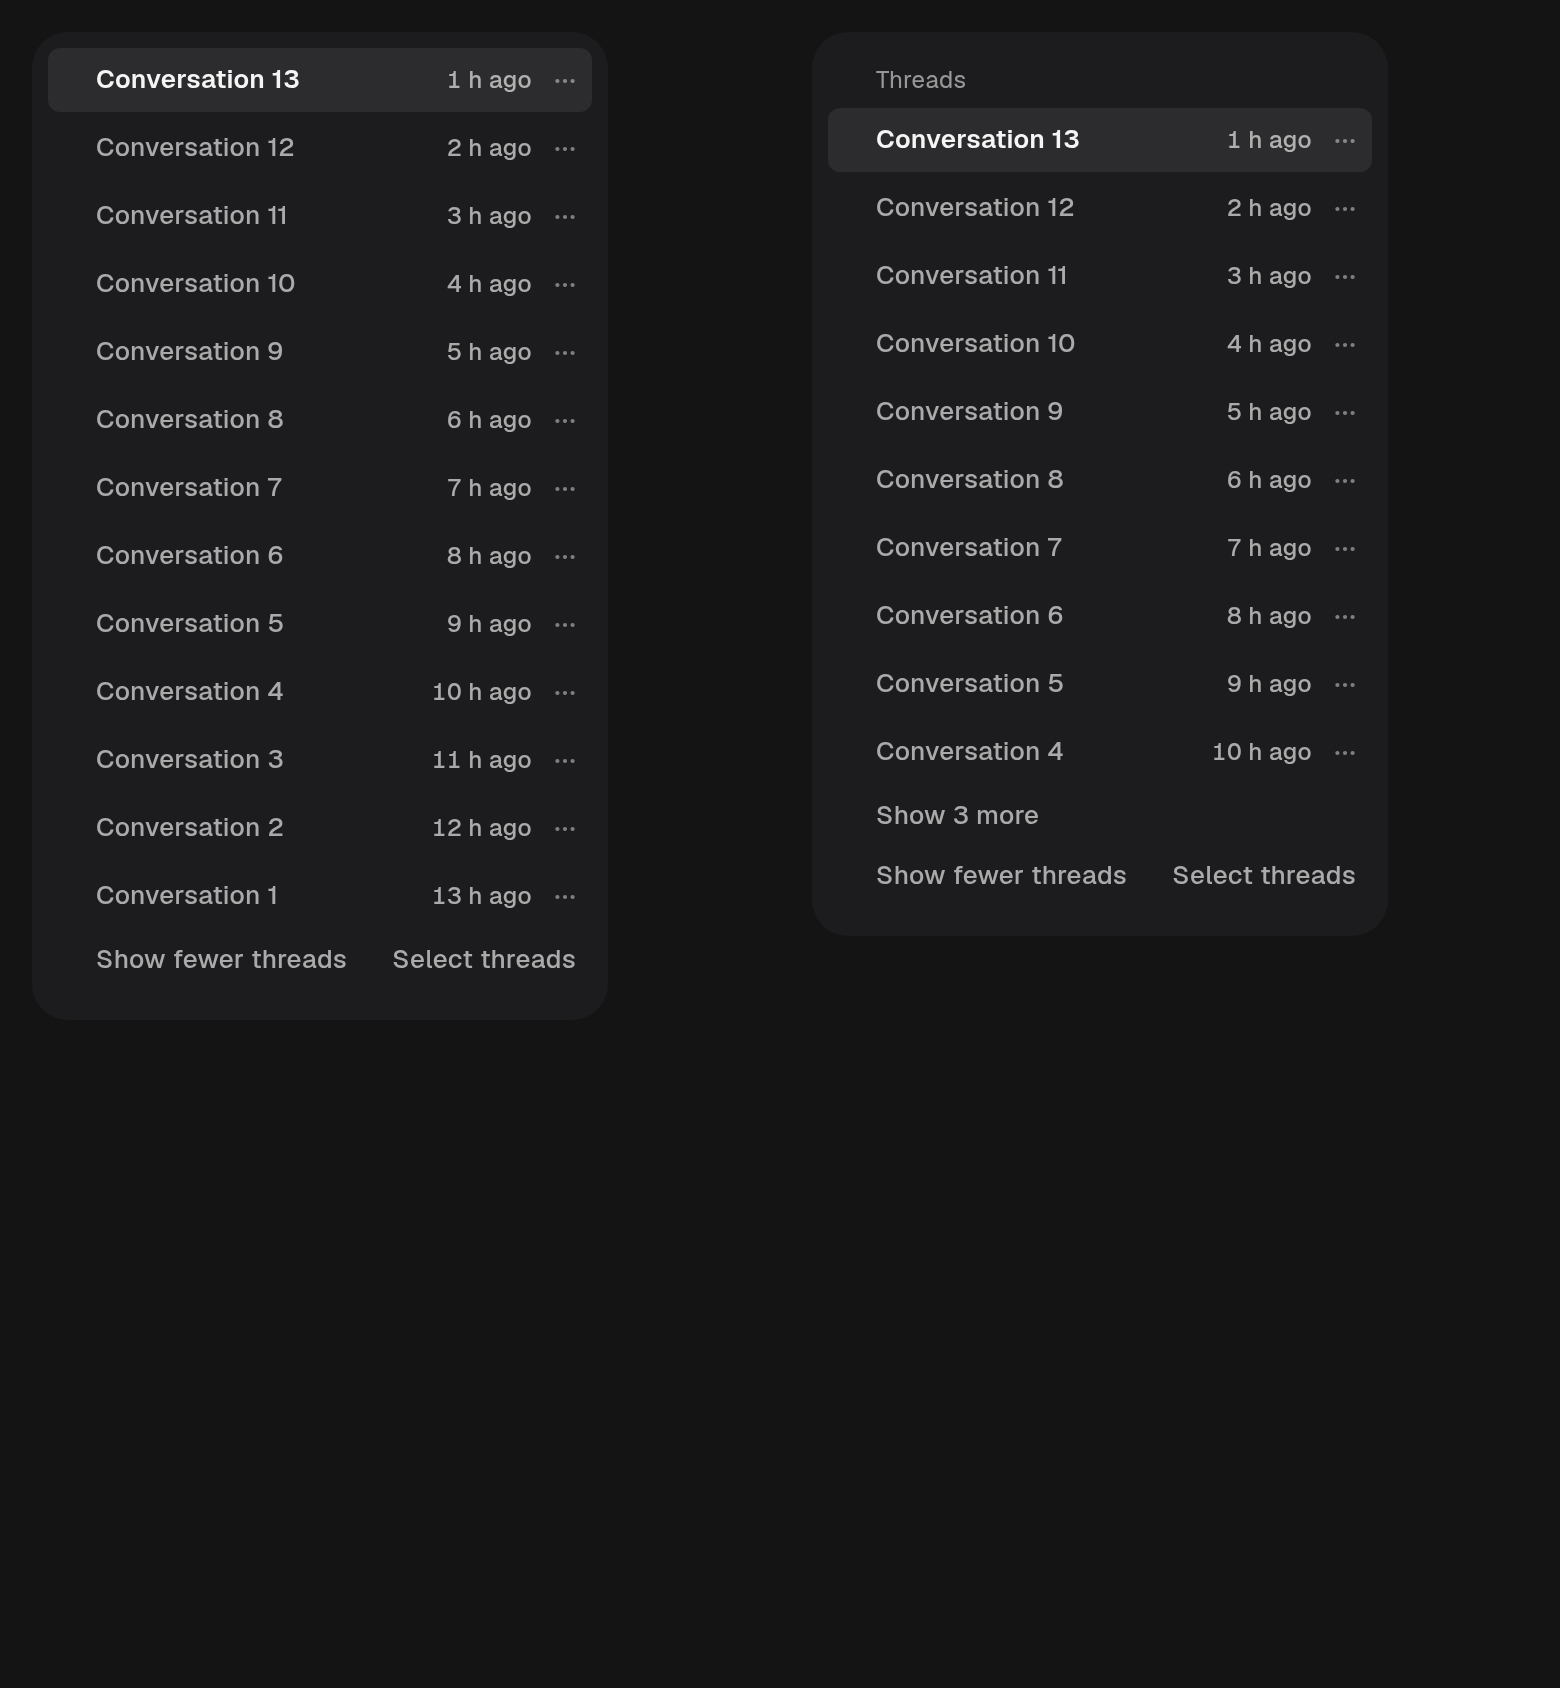 Conversation 13 1 h ago ···
Conversation 12 2 h ago ···
Conversation 11 3 h ago ···
Conversation 10 4 h ago ···
Conversation 9 5 h ago ···
Conversation 8 6 h ago ···
Conversation 7 7 h ago ···
Conversation 6 8 h ago ···
Conversation 5 9 h ago ···
Conversation 4 10 h ago ···
Conversation 3 11 h ago ···
Conversation 2 12 h ago ···
Conversation 1 13 h ago ···
Show fewer threads Select threads
Threads
Conversation 13 1 h ago ···
Conversation 12 2 h ago ···
Conversation 11 3 h ago ···
Conversation 10 4 h ago ···
Conversation 9 5 h ago ···
Conversation 8 6 h ago ···
Conversation 7 7 h ago ···
Conversation 6 8 h ago ···
Conversation 5 9 h ago ···
Conversation 4 10 h ago ···
Show 3 more
Show fewer threads Select threads